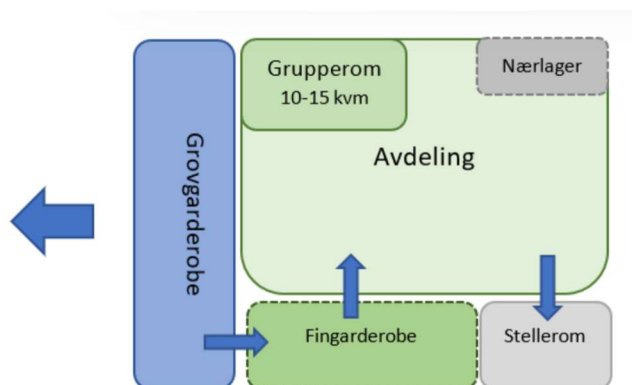 Grupperom
10-15 kvm
Nærlager
Avdeling
Grovgarderobe
Fingarderobe
Stellerom